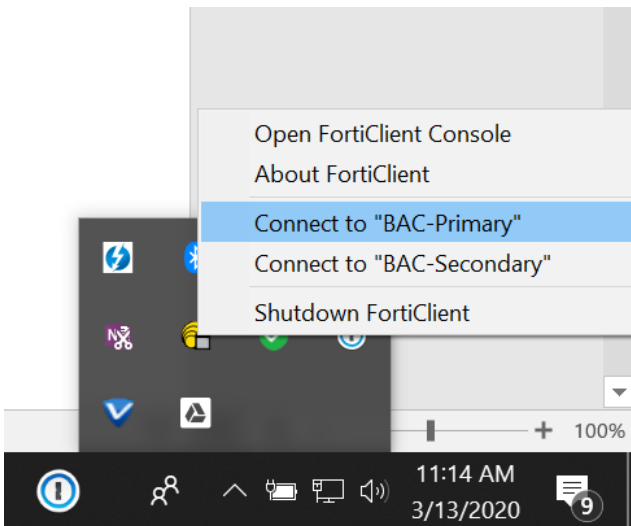 Open FortiClient Console
About FortiClient
Connect to "BAC-Primary"
Connect to "BAC-Secondary"
Shutdown FortiClient
N
100%
11:14 AM
3/13/2020
9